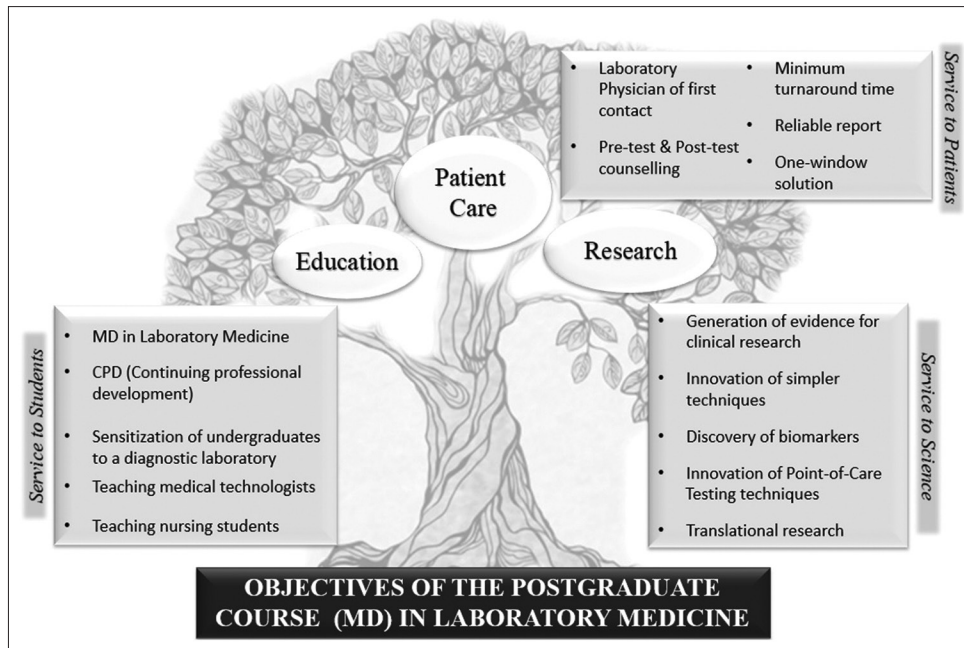 Patient
Care
Education
Research
• Laboratory
Physician of first
contact
• Pre-test & Post-test
counselling
• Minimum
turnaround time
• Reliable report
• One-window
solution
Service to Patients
Service to Students
• MD in Laboratory Medicine
• CPD (Continuing professional
development)
• Sensitization of undergraduates
to a diagnostic laboratory
• Teaching medical technologists
• Teaching nursing students
• Generation of evidence for
clinical research
• Innovation of simpler
techniques
• Discovery of biomarkers
• Innovation of Point-of-Care
Testing techniques
• Translational research
Service to Science
OBJECTIVES OF THE POSTGRADUATE
COURSE (MD) IN LABORATORY MEDICINE